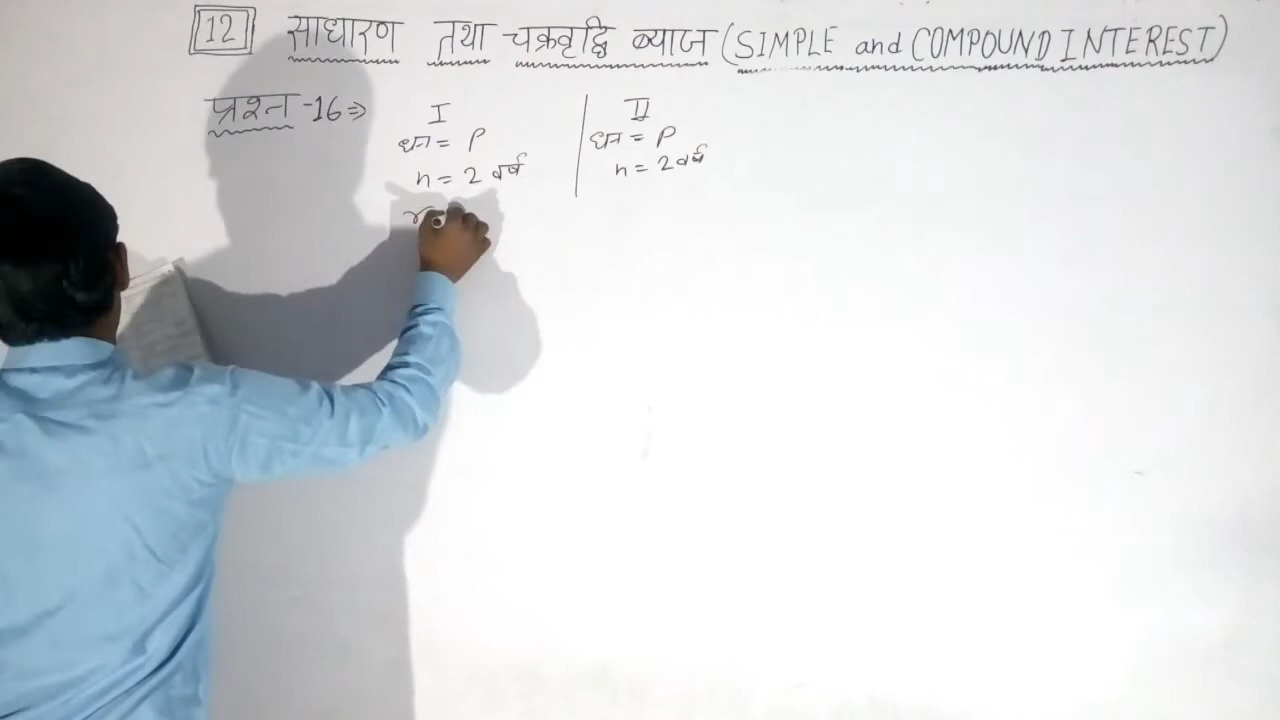 12 साधारण तथा चक्रवृद्धि ब्याज (SIMPLE and COMPOUND INTEREST)
प्रश्न -16 ⇒ I II
धन = P धन = P
n = 2 वर्ष n = 2 वर्ष
r